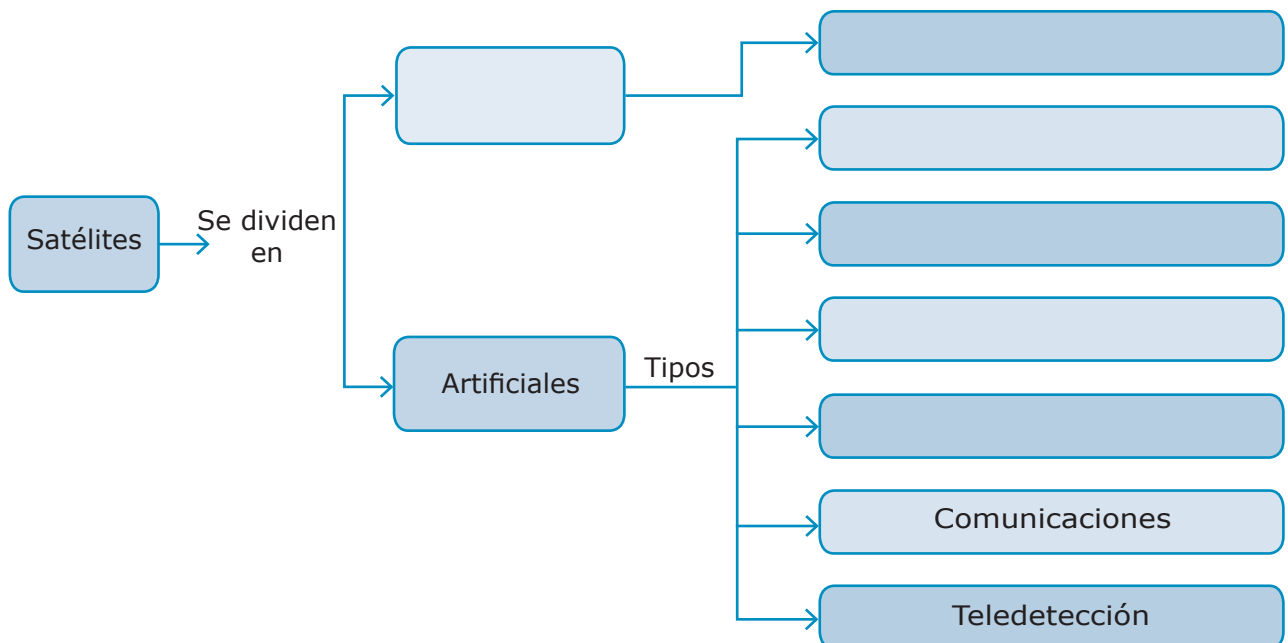 Satélites
Se dividen
en
Artificiales
Tipos
Comunicaciones
Teledetección